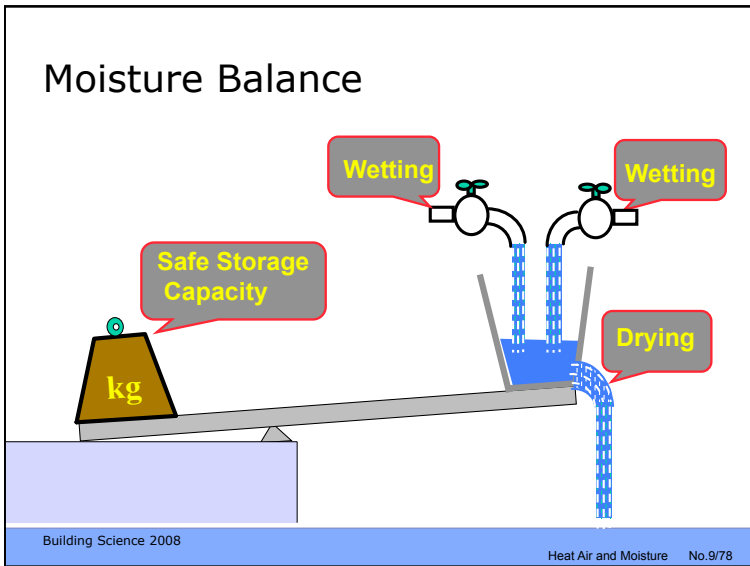 Moisture Balance
Wetting
Wetting
Safe Storage
Capacity
Drying
kg
Building Science 2008
Heat Air and Moisture No.9/78